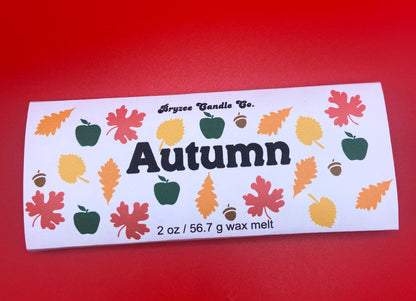 Bryzee Candle Co.
Autumn
2 oz / 56.7 g wax melt